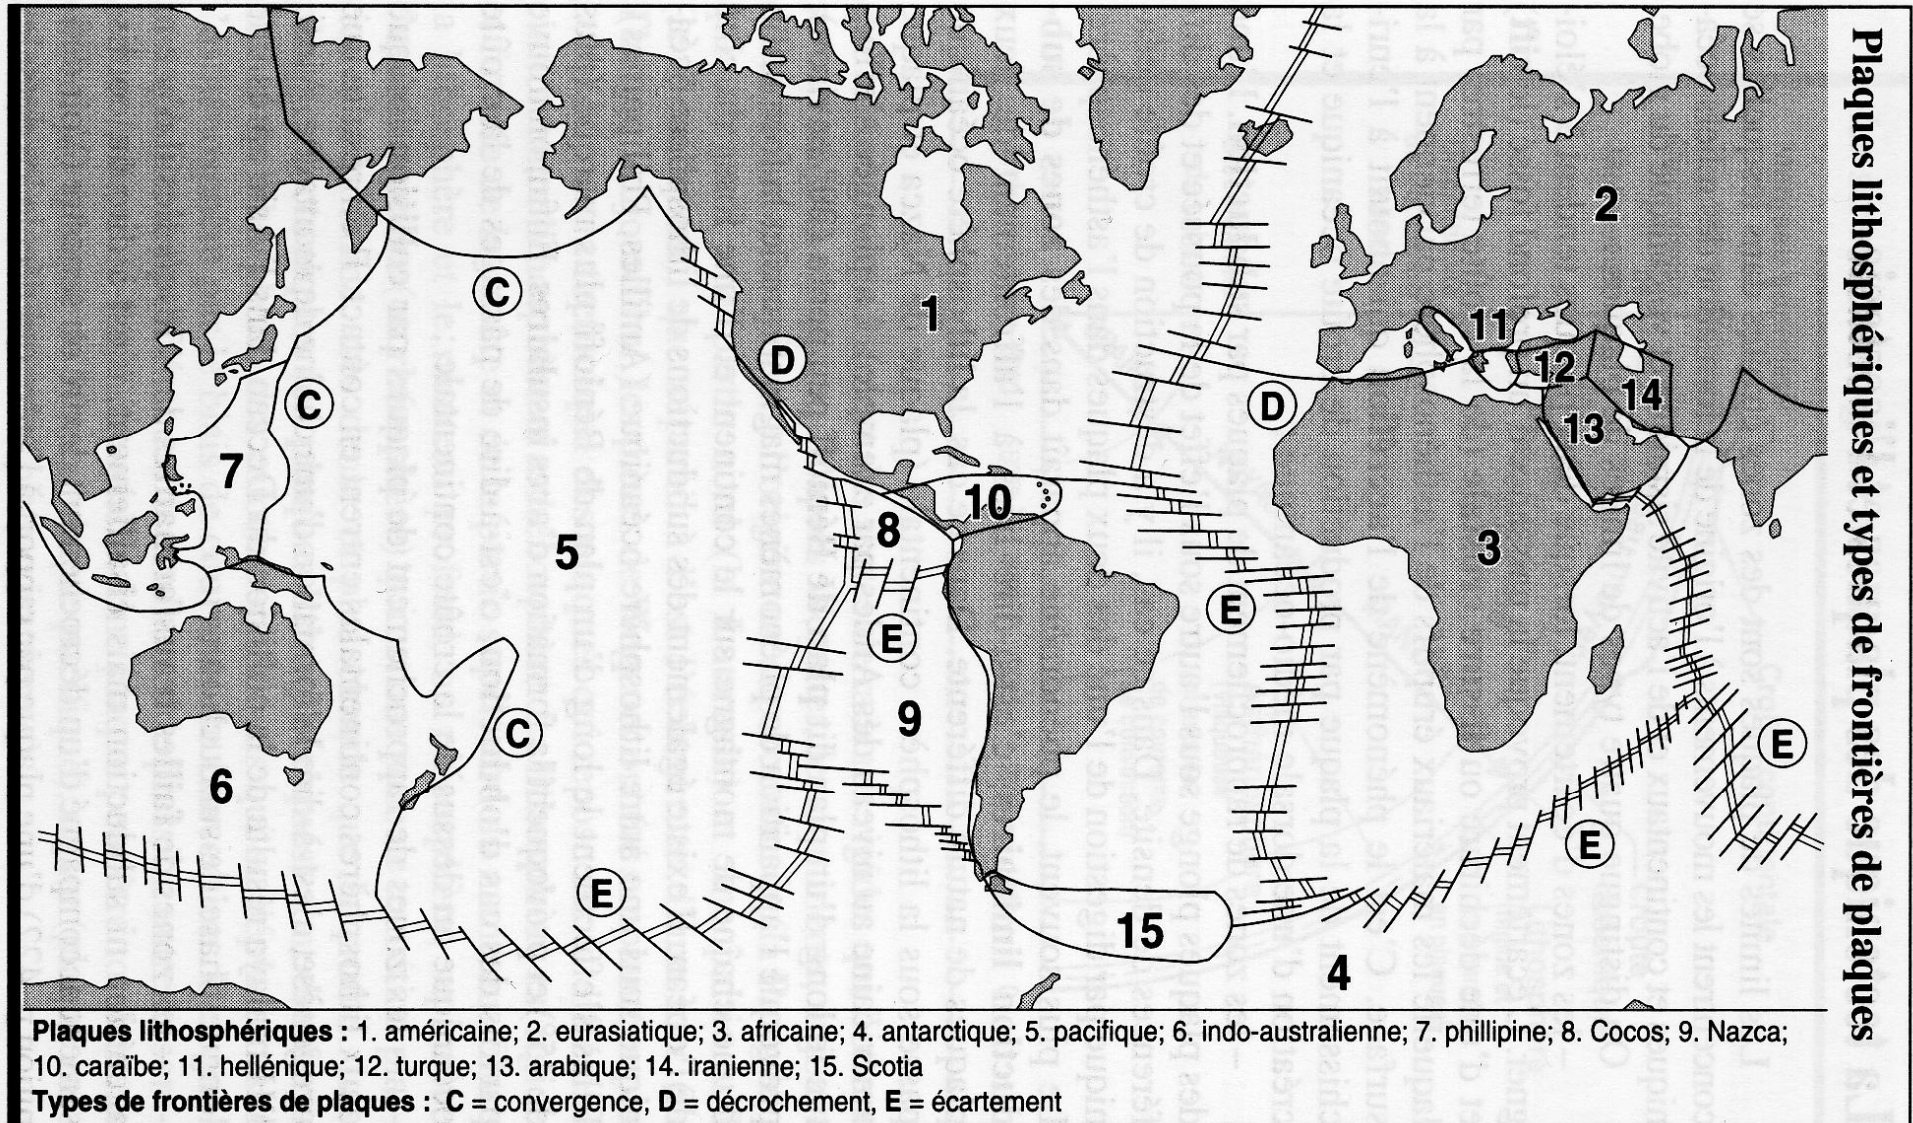 Plaques lithosphériques et types de frontières de plaques
2
C
1
11
D
12
C
14
D
13
7
10
8
5
3
E
E
9
C
E
6
E
E
15
4
Plaques lithosphériques : 1. américaine; 2. eurasiatique; 3. africaine; 4. antarctique; 5. pacifique; 6. indo-australienne; 7. phillipine; 8. Cocos; 9. Nazca;
10. caraïbe; 11. hellénique; 12. turque; 13. arabique; 14. iranienne; 15. Scotia
Types de frontières de plaques : C = convergence, D = décrochement, E = écartement